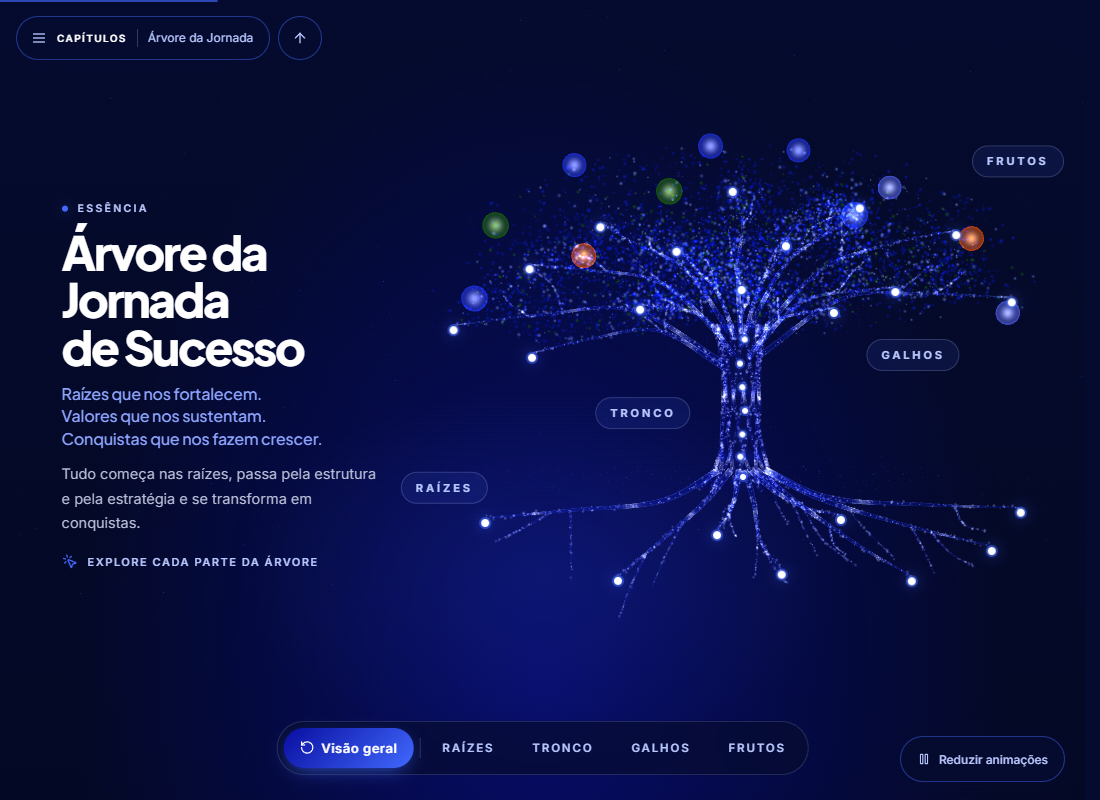 CAPÍTULOS
Árvore da Jornada
FRUTOS
ESSÊNCIA
Árvore da
Jornada
de Sucesso
Raízes que nos fortalecem.
Valores que nos sustentam.
Conquistas que nos fazem crescer.
Tudo começa nas raízes, passa pela estrutura
e pela estratégia e se transforma em
conquistas.
EXPLORE CADA PARTE DA ÁRVORE
GALHOS
TRONCO
RAÍZES
Visão geral
RAÍZES
TRONCO
GALHOS
FRUTOS
Reduzir animações